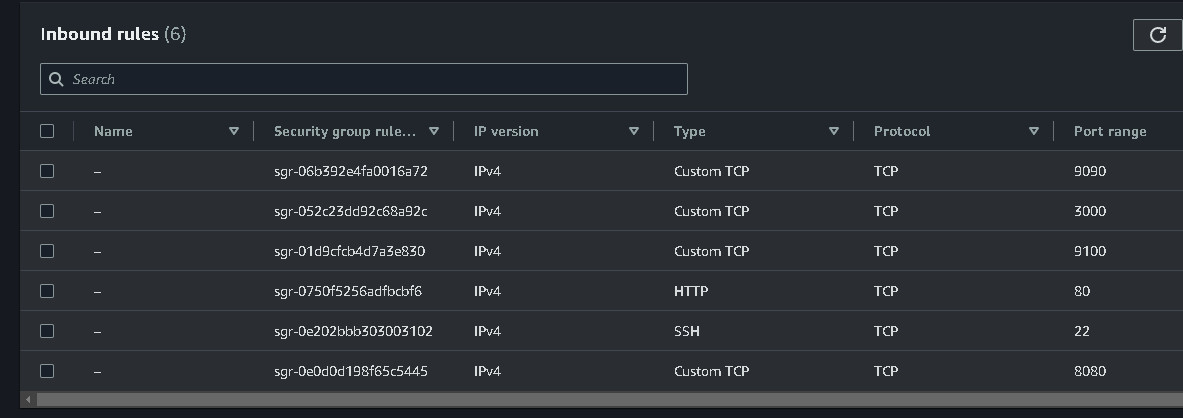 Inbound rules (6)
Search
Name Security group rule... IP version Type Protocol Port range
– sgr-06b392e4fa0016a72 IPv4 Custom TCP TCP 9090
– sgr-052c23dd92c68a92c IPv4 Custom TCP TCP 3000
– sgr-01d9cfcb4d7a3e830 IPv4 Custom TCP TCP 9100
– sgr-0750f5256adfbcbf6 IPv4 HTTP TCP 80
– sgr-0e202bbb303003102 IPv4 SSH TCP 22
– sgr-0e0d0d198f65c5445 IPv4 Custom TCP TCP 8080